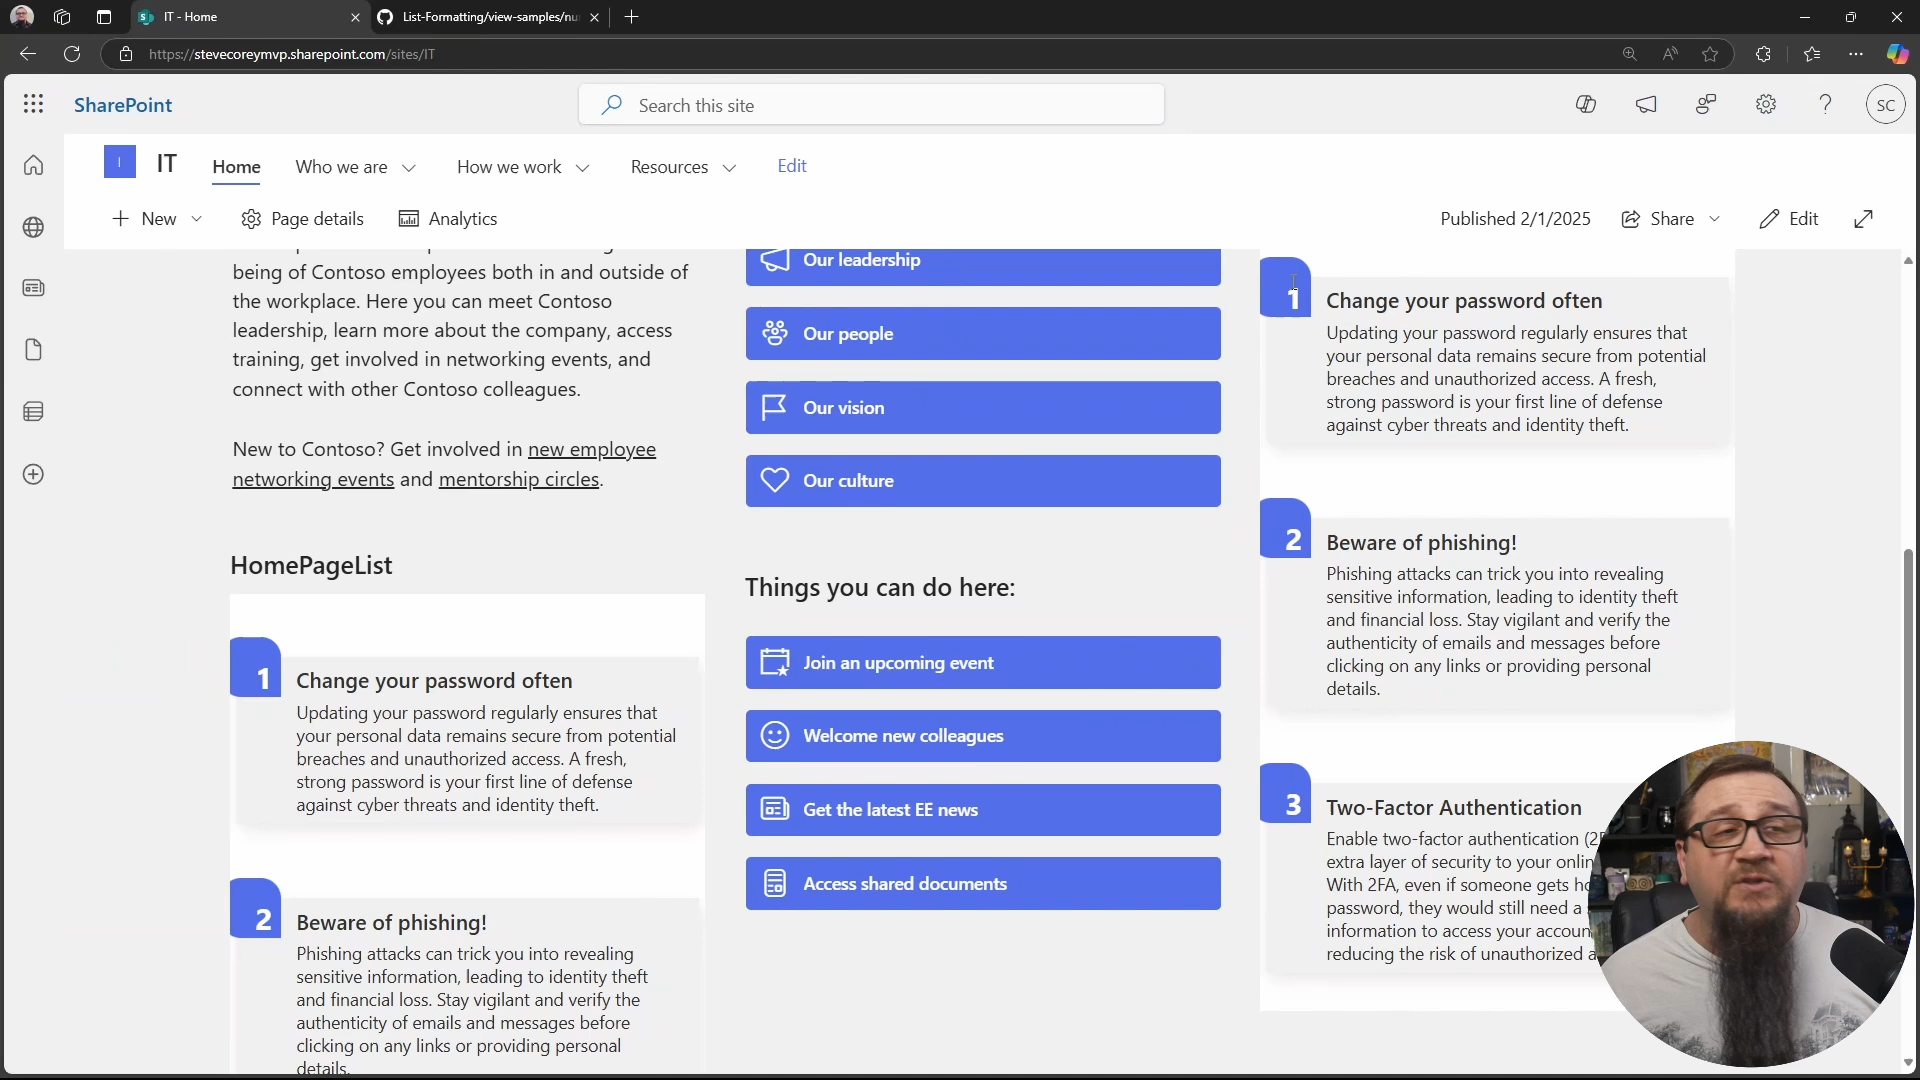 IT - Home
List-Formatting/view-samples/nu
https://stevecoreymvp.sharepoint.com/sites/IT
SharePoint
Search this site
SC
I
IT
Home
Who we are
How we work
Resources
Edit
New
Page details
Analytics
Published 2/1/2025
Share
Edit
being of Contoso employees both in and outside of
the workplace. Here you can meet Contoso
leadership, learn more about the company, access
training, get involved in networking events, and
connect with other Contoso colleagues.
New to Contoso? Get involved in new employee
networking events and mentorship circles.
HomePageList
1
Change your password often
Updating your password regularly ensures that
your personal data remains secure from potential
breaches and unauthorized access. A fresh,
strong password is your first line of defense
against cyber threats and identity theft.
2
Beware of phishing!
Phishing attacks can trick you into revealing
sensitive information, leading to identity theft
and financial loss. Stay vigilant and verify the
authenticity of emails and messages before
clicking on any links or providing personal
details.
Our leadership
Our people
Our vision
Our culture
Things you can do here:
Join an upcoming event
Welcome new colleagues
Get the latest EE news
Access shared documents
1
Change your password often
Updating your password regularly ensures that
your personal data remains secure from potential
breaches and unauthorized access. A fresh,
strong password is your first line of defense
against cyber threats and identity theft.
2
Beware of phishing!
Phishing attacks can trick you into revealing
sensitive information, leading to identity theft
and financial loss. Stay vigilant and verify the
authenticity of emails and messages before
clicking on any links or providing personal
details.
3
Two-Factor Authentication
Enable two-factor authentication
extra layer of security to your
With 2FA, even if someone gets
password, they would still need a
information to access your
reducing the risk of unauthorized